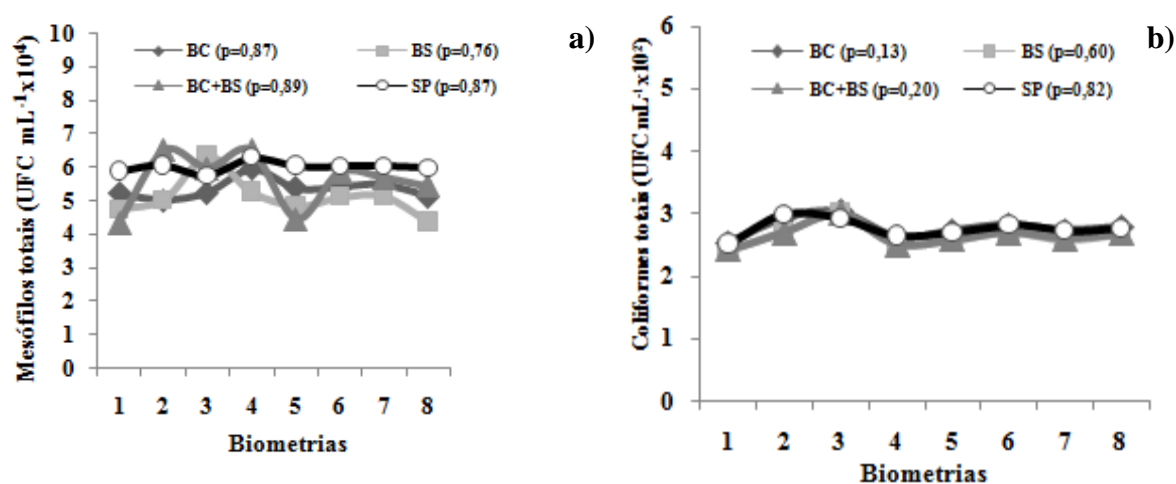 a)
Mesófilos totais (UFC mL⁻¹x10⁴)
10
9
8
7
6
5
4
3
2
1
0
BC (p=0,87)
BS (p=0,76)
BC+BS (p=0,89)
SP (p=0,87)
1 2 3 4 5 6 7 8
Biometrias
b)
Coliformes totais (UFC mL⁻¹x10²)
6
5
4
3
2
1
0
BC (p=0,13)
BS (p=0,60)
BC+BS (p=0,20)
SP (p=0,82)
1 2 3 4 5 6 7 8
Biometrias